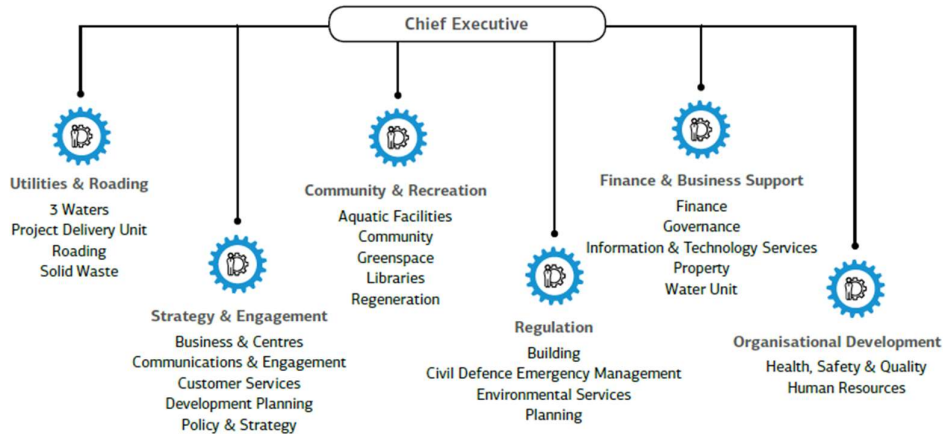 Chief Executive
Utilities & Roading
3 Waters
Project Delivery Unit
Roading
Solid Waste
Strategy & Engagement
Business & Centres
Communications & Engagement
Customer Services
Development Planning
Policy & Strategy
Community & Recreation
Aquatic Facilities
Community
Greenspace
Libraries
Regeneration
Regulation
Building
Civil Defence Emergency Management
Environmental Services
Planning
Finance & Business Support
Finance
Governance
Information & Technology Services
Property
Water Unit
Organisational Development
Health, Safety & Quality
Human Resources